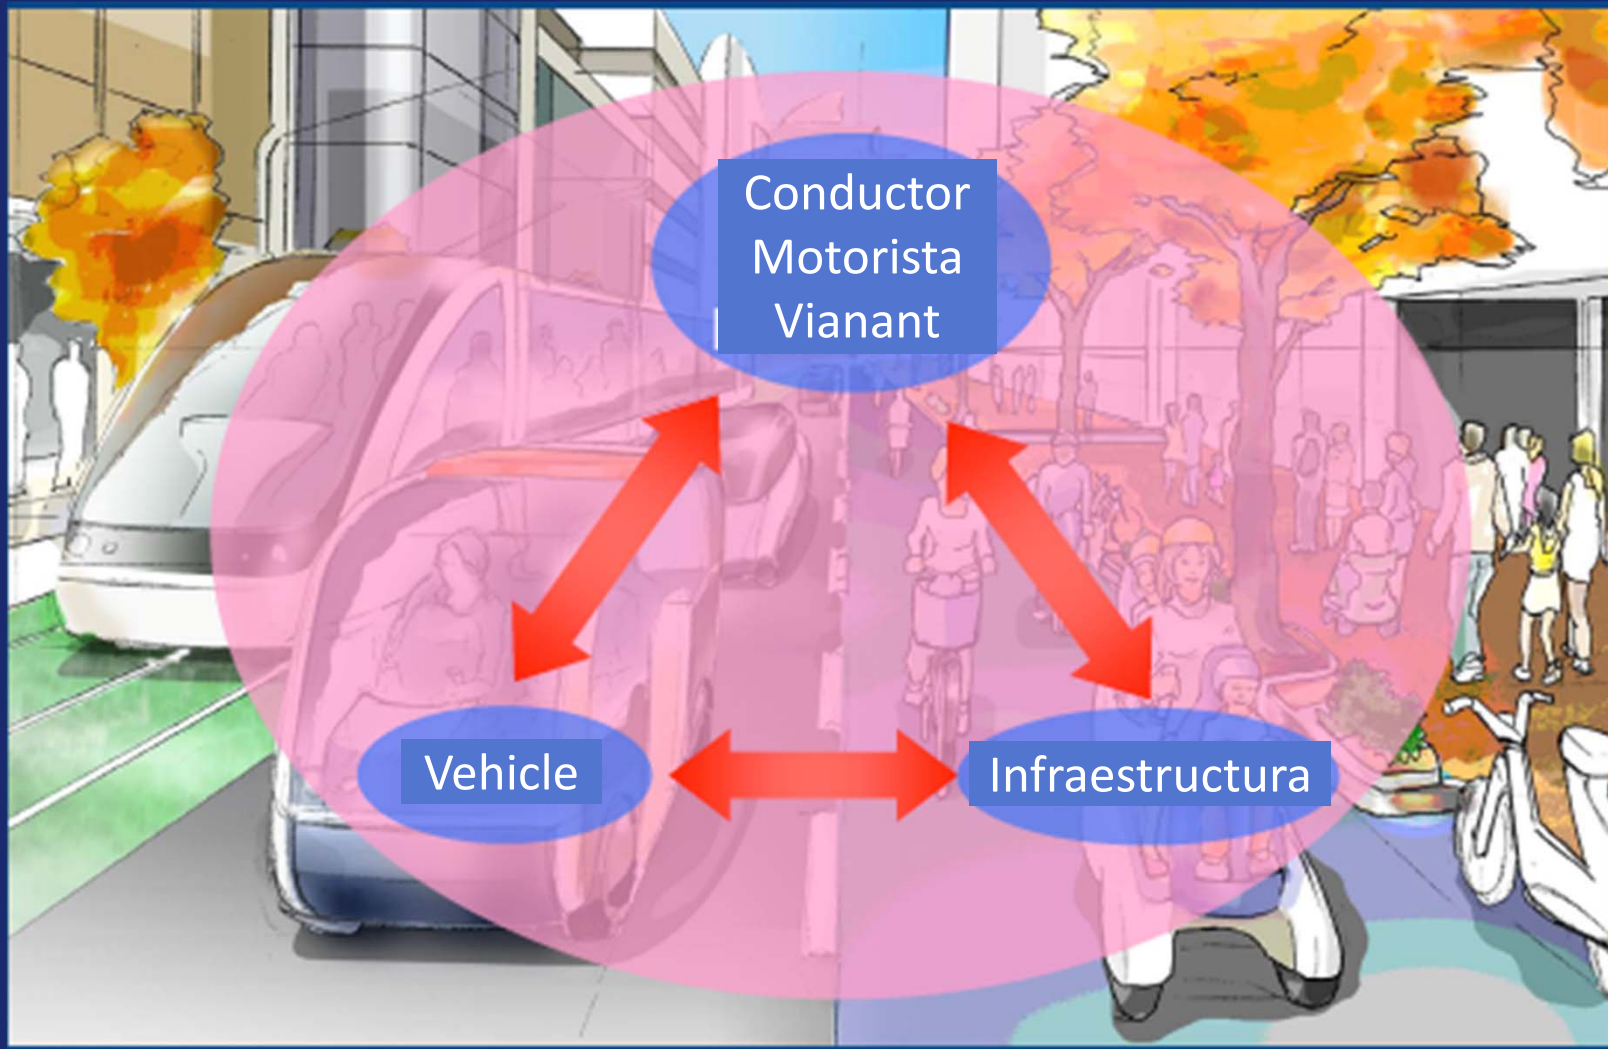 Conductor
Motorista
Vianant
Vehicle
Infraestructura